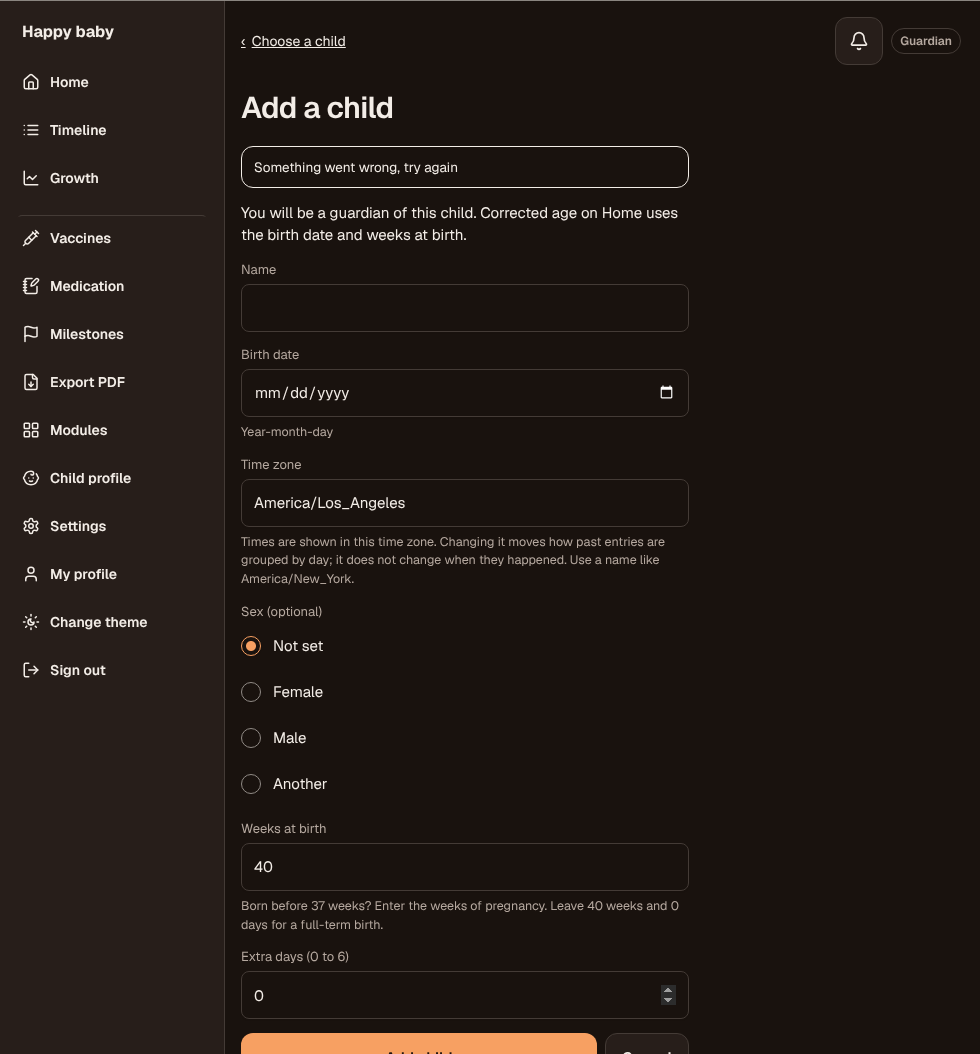 Happy baby
Home
Timeline
Growth
Vaccines
Medication
Milestones
Export PDF
Modules
Child profile
Settings
My profile
Change theme
Sign out
‹ Choose a child
Guardian
Add a child
Something went wrong, try again
You will be a guardian of this child. Corrected age on Home uses
the birth date and weeks at birth.
Name
Birth date
mm/dd/yyyy
Year-month-day
Time zone
America/Los_Angeles
Times are shown in this time zone. Changing it moves how past entries are
grouped by day; it does not change when they happened. Use a name like
America/New_York.
Sex (optional)
Not set
Female
Male
Another
Weeks at birth
40
Born before 37 weeks? Enter the weeks of pregnancy. Leave 40 weeks and 0
days for a full-term birth.
Extra days (0 to 6)
0